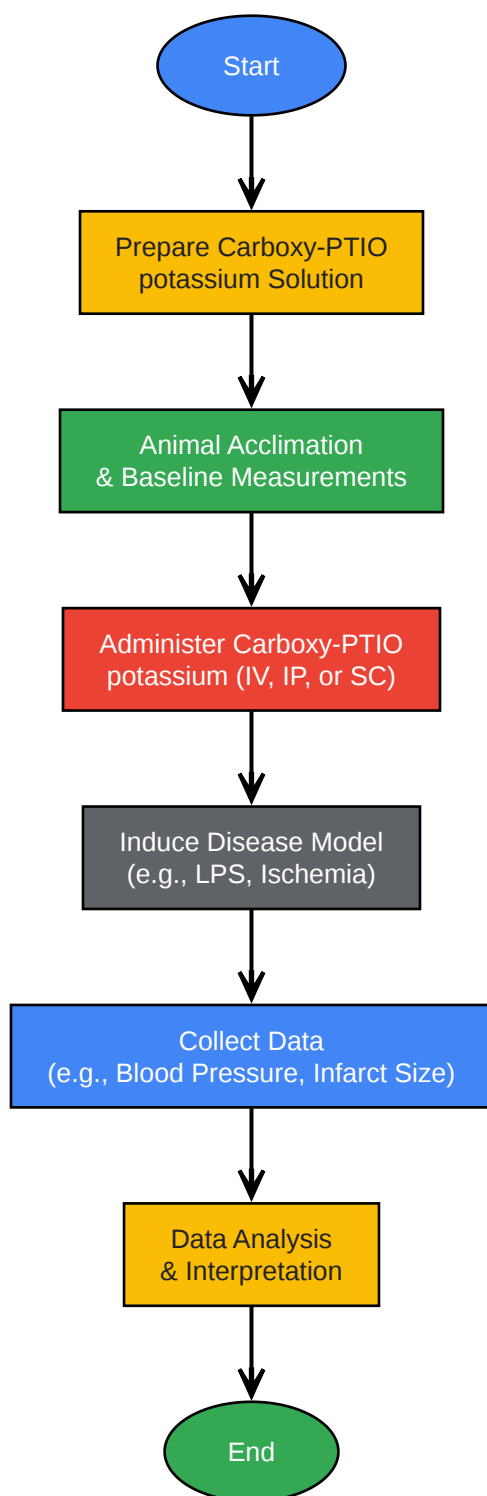 Start
Prepare Carboxy-PTIO
potassium Solution
Animal Acclimation
& Baseline Measurements
Administer Carboxy-PTIO
potassium (IV, IP, or SC)
Induce Disease Model
(e.g., LPS, Ischemia)
Collect Data
(e.g., Blood Pressure, Infarct Size)
Data Analysis
& Interpretation
End